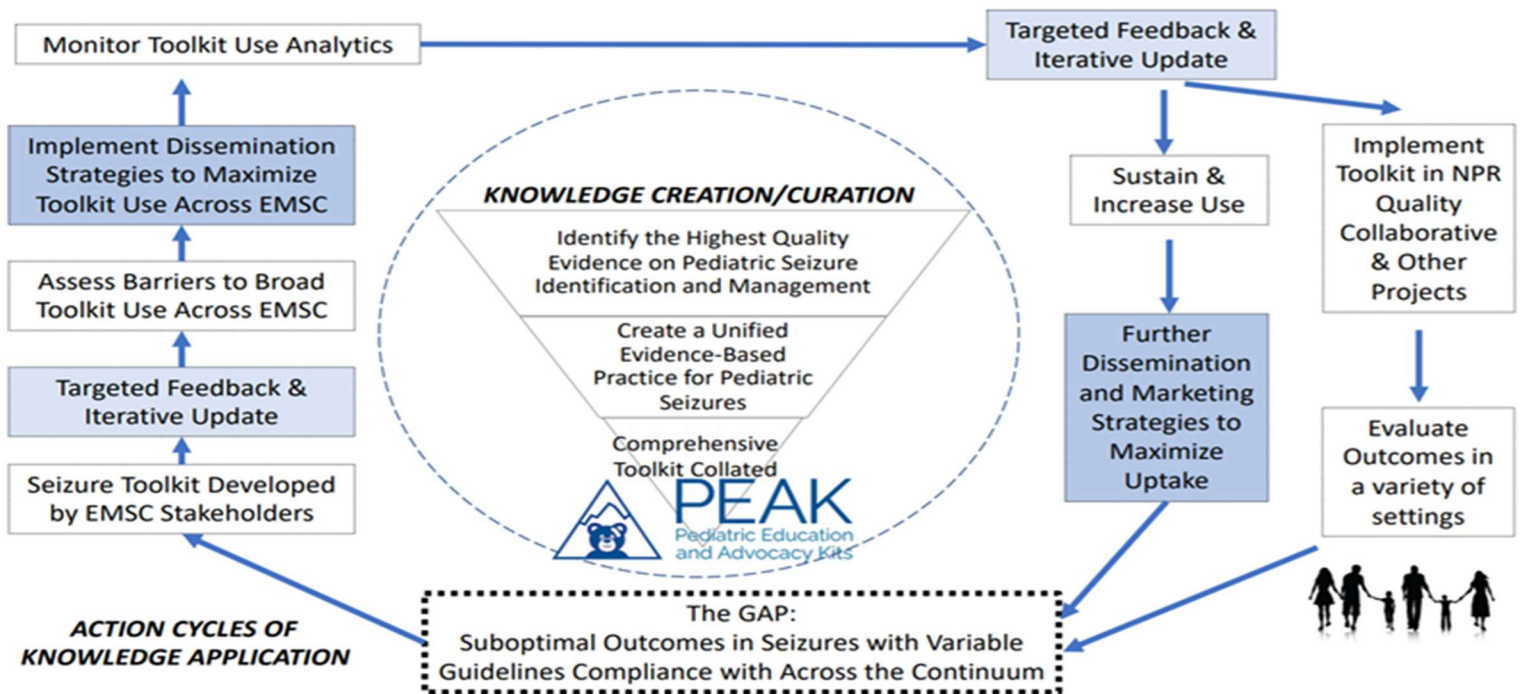 Monitor Toolkit Use Analytics
Implement Dissemination
Strategies to Maximize
Toolkit Use Across EMSC
Assess Barriers to Broad
Toolkit Use Across EMSC
Targeted Feedback &
Iterative Update
Seizure Toolkit Developed
by EMSC Stakeholders
ACTION CYCLES OF
KNOWLEDGE APPLICATION
KNOWLEDGE CREATION/CURATION
Identify the Highest Quality
Evidence on Pediatric Seizure
Identification and Management
Create a Unified
Evidence-Based
Practice for Pediatric
Seizures
Comprehensive
Toolkit Collated
PEAK
Pediatric Education
and Advocacy Kits
The GAP:
Suboptimal Outcomes in Seizures with Variable
Guidelines Compliance with Across the Continuum
Targeted Feedback &
Iterative Update
Sustain &
Increase Use
Further
Dissemination
and Marketing
Strategies to
Maximize
Uptake
Implement
Toolkit in NPR
Quality
Collaborative
& Other
Projects
Evaluate
Outcomes in
a variety of
settings